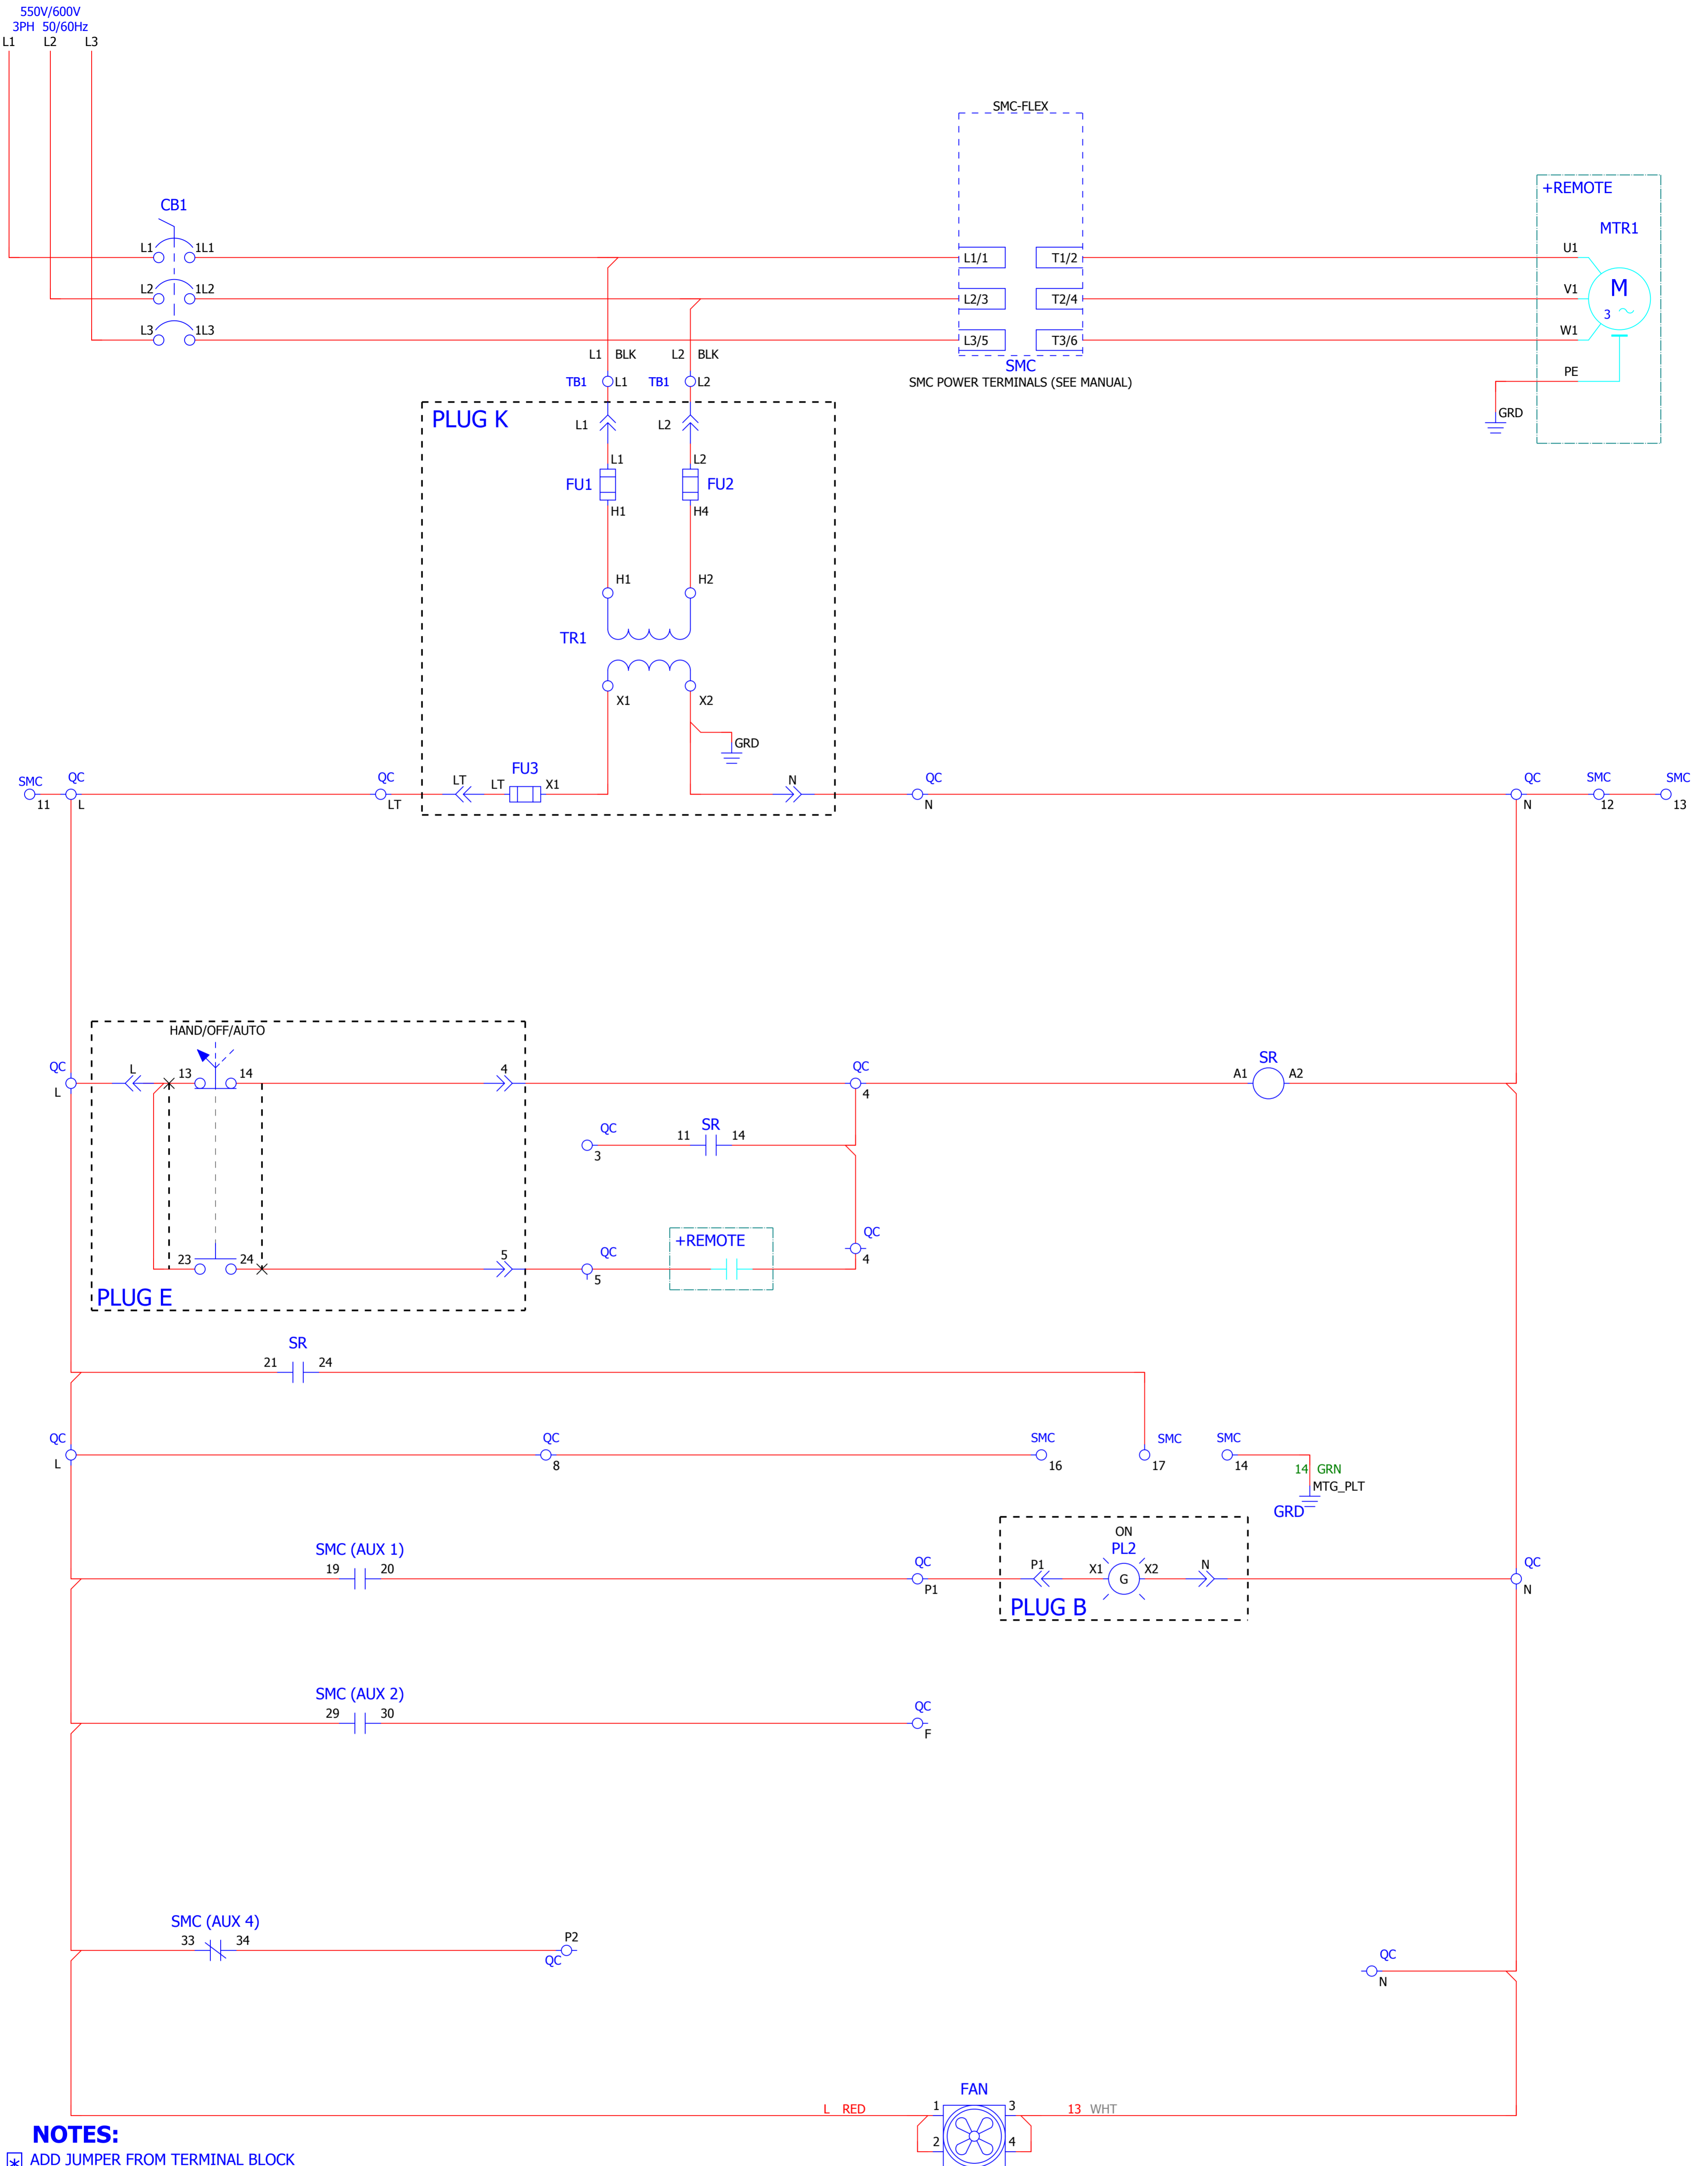 550V/600V
3PH 50/60Hz
L1 L2 L3
SMC-FLEX
+REMOTE
CB1
MTR1
L1 1L1
L1/1 T1/2
U1
L2 1L2
L2/3 T2/4
V1
M
3
L3 1L3
L3/5 T3/6
W1
L1 BLK L2 BLK
SMC
SMC POWER TERMINALS (SEE MANUAL)
TB1 L1 TB1 L2
PE
GRD
PLUG K
L1 L2
L1 L2
FU1 FU2
H1 H4
H1 H2
TR1
X1 X2
GRD
FU3
SMC QC QC LT LT X1 N QC QC SMC SMC
11 L LT N N 12 13
HAND/OFF/AUTO
QC L 13 14 4 QC SR
L 4 A1 A2
QC 11 SR 14
3
+REMOTE
QC
4
23 24 5 QC
5
PLUG E
SR
21 24
QC QC SMC SMC SMC
L 8 16 17 14
14 GRN
MTG_PLT
GRD
ON
PL2
SMC (AUX 1)
19 20 QC P1 X1 G X2 N QC
P1 N
PLUG B
SMC (AUX 2)
29 30 QC
F
SMC (AUX 4)
33 34 P2
QC
QC
N
FAN
L RED 1 3 13 WHT
2 4
NOTES:
* ADD JUMPER FROM TERMINAL BLOCK